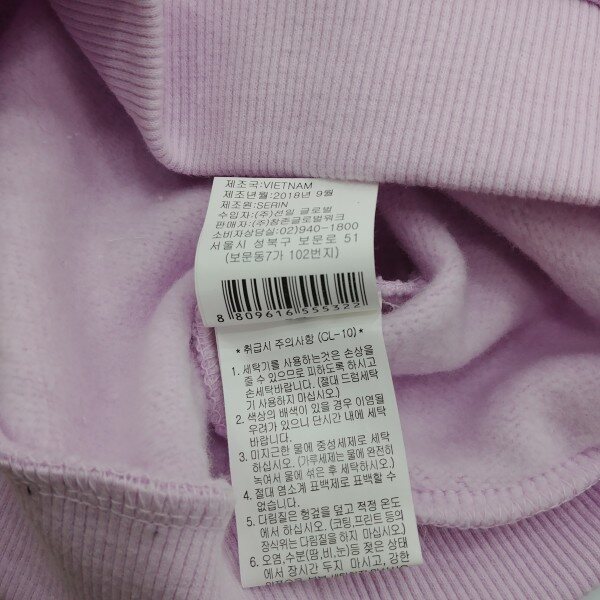 제조국:VIETNAM
제조년월:2018년 9월
제조원:SERIN
수입자:(주)선일 글로벌
판매자:(주)참존글로벌워크
소비자상담실:02)940-1800
서울시 성북구 보문로 51
(보문동7가 102번지)
8 809616 555322
* 취급시 주의사항 (CL-10) *
1. 세탁기를 사용하는것은 손상을
줄 수 있으므로 피하도록 하시고
손세탁바랍니다. (절대 드럼세탁
기 사용하지 마십시오.)
2. 색상의 배색이 있을 경우 이염될
우려가 있으니 단시간 내에 세탁
바랍니다.
3. 미지근한 물에 중성세제로 세탁
하십시오. (가루세제는 물에 완전히
녹여서 물에 섞은 후 세탁하십시오.)
4. 절대 염소계 표백제로 표백할 수
없습니다.
5. 다림질은 헝겊을 덮고 적정 온도
에서 하십시오. (코팅,프린트 등의
장식위는 다림질을 하지 마십시오.)
6. 오염,수분(땀,비,눈)등 젖은 상태
에서 장시간 두지 마시고, 강한